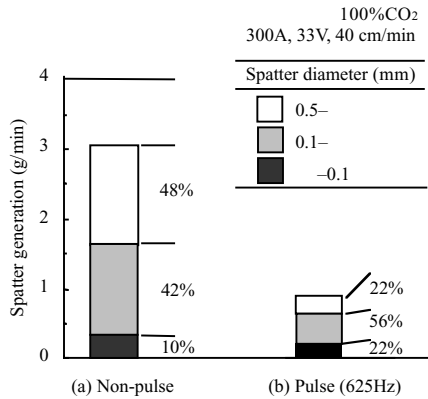 100%CO₂
300A, 33V, 40 cm/min
Spatter diameter (mm)
0.5–
0.1–
–0.1
Spatter generation (g/min)
4
3
2
1
0
48%
42%
10%
22%
56%
22%
(a) Non-pulse
(b) Pulse (625Hz)